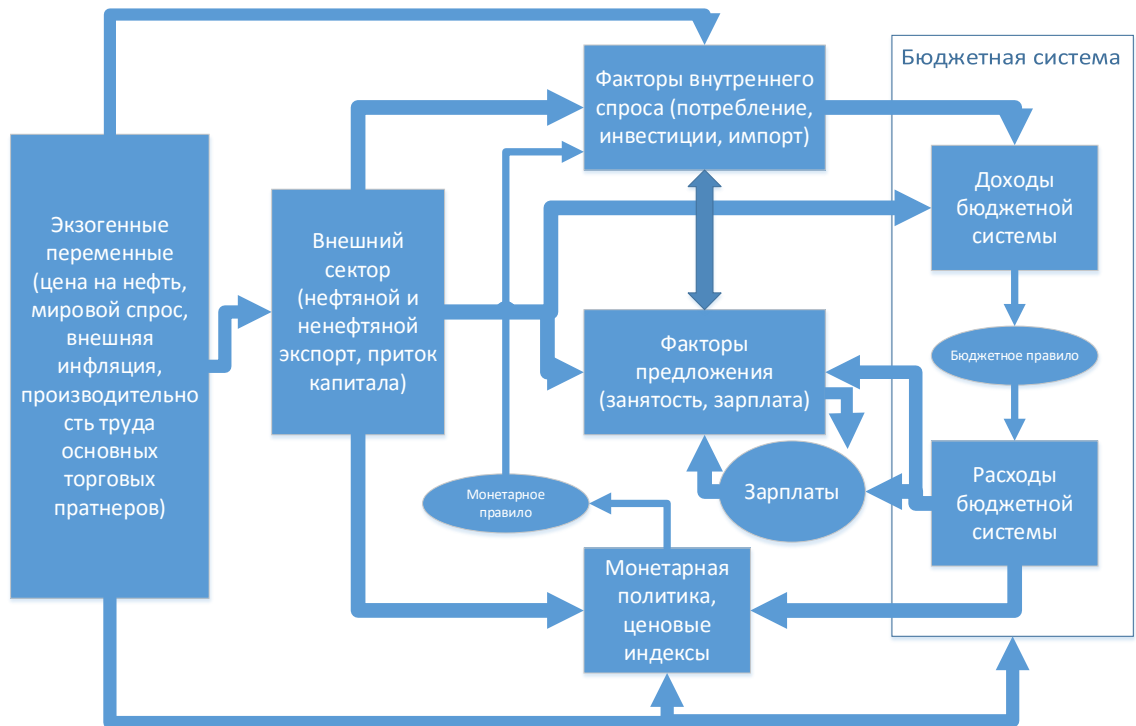 Бюджетная система
Факторы внутреннего
спроса (потребление,
инвестиции, импорт)
Доходы
бюджетной
системы
Экзогенные
переменные
(цена на нефть,
мировой спрос,
внешняя
инфляция,
производительно
сть труда
основных
торговых
пратнеров)
Внешний
сектор
(нефтяной и
ненефтяной
экспорт, приток
капитала)
Факторы
предложения
(занятость, зарплата)
Бюджетное правило
Зарплаты
Монетарное
правило
Расходы
бюджетной
системы
Монетарная
политика,
ценовые
индексы